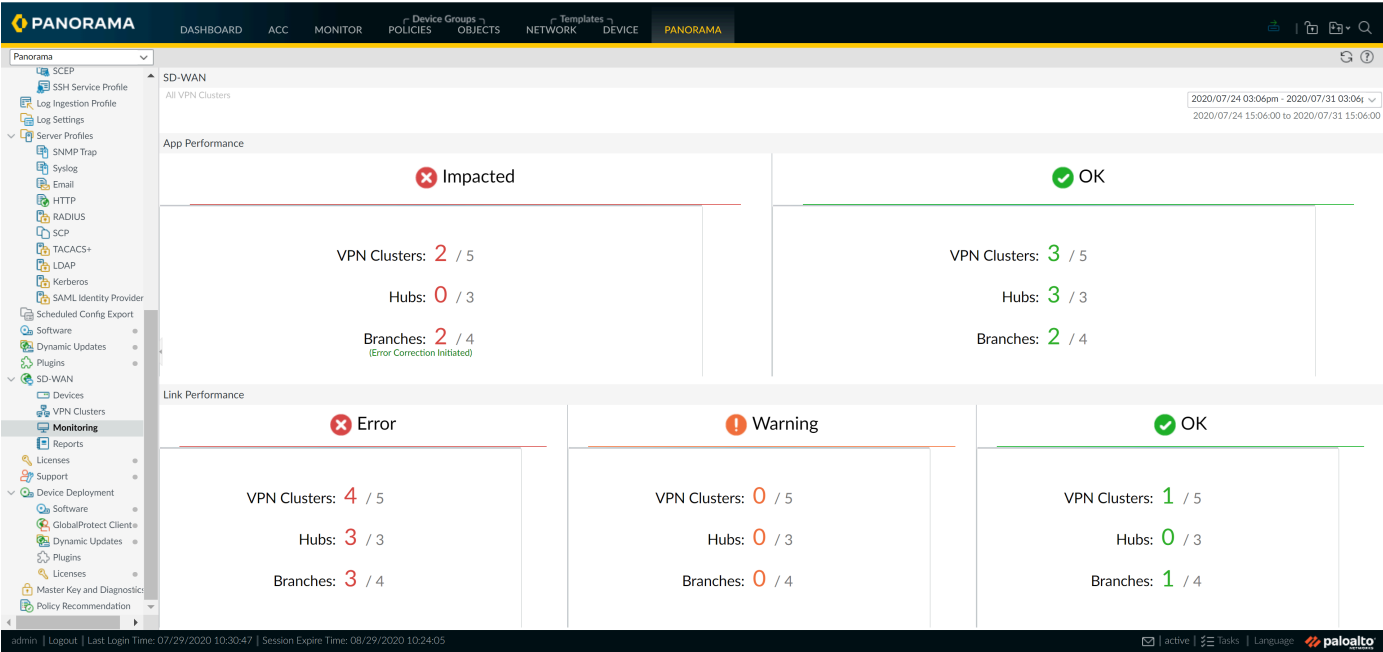 PANORAMA
DASHBOARD ACC MONITOR Device Groups POLICIES OBJECTS Templates NETWORK DEVICE PANORAMA
Panorama
SCEP
SSH Service Profile
Log Ingestion Profile
Log Settings
Server Profiles
SNMP Trap
Syslog
Email
HTTP
RADIUS
SCP
TACACS+
LDAP
Kerberos
SAML Identity Provider
Scheduled Config Export
Software
Dynamic Updates
Plugins
SD-WAN
Devices
VPN Clusters
Monitoring
Reports
Licenses
Support
Device Deployment
Software
GlobalProtect Client
Dynamic Updates
Plugins
Licenses
Master Key and Diagnostics
Policy Recommendation
SD-WAN
All VPN Clusters
2020/07/24 03:06pm - 2020/07/31 03:06p
2020/07/24 15:06:00 to 2020/07/31 15:06:00
App Performance
Impacted
VPN Clusters: 2 / 5
Hubs: 0 / 3
Branches: 2 / 4
(Error Correction Initiated)
OK
VPN Clusters: 3 / 5
Hubs: 3 / 3
Branches: 2 / 4
Link Performance
Error
VPN Clusters: 4 / 5
Hubs: 3 / 3
Branches: 3 / 4
Warning
VPN Clusters: 0 / 5
Hubs: 0 / 3
Branches: 0 / 4
OK
VPN Clusters: 1 / 5
Hubs: 0 / 3
Branches: 1 / 4
admin | Logout | Last Login Time: 07/29/2020 10:30:47 | Session Expire Time: 08/29/2020 10:24:05
active | Tasks | Language paloalto NETWORKS